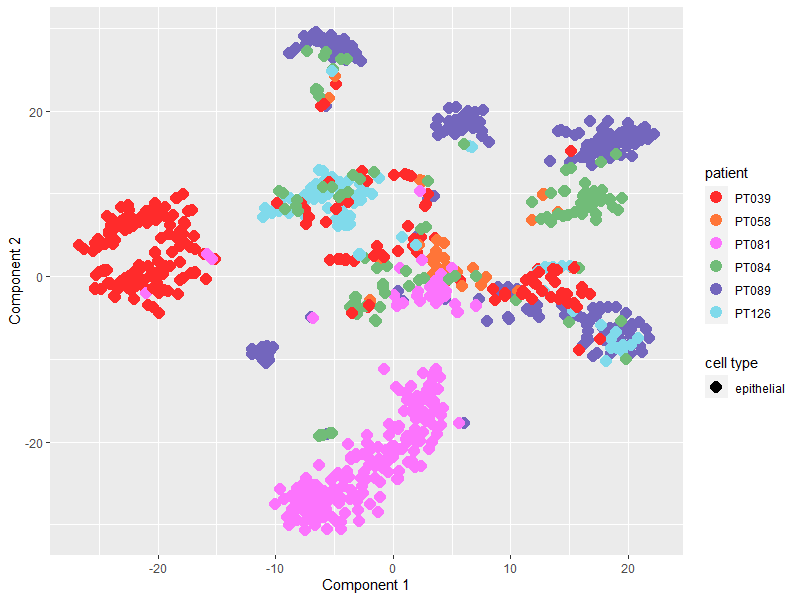 20
0
-20
Component 2
-20
0
10
20
Component 1
patient
PT039
PT058
PT081
PT084
PT089
PT126
cell type
epithelial